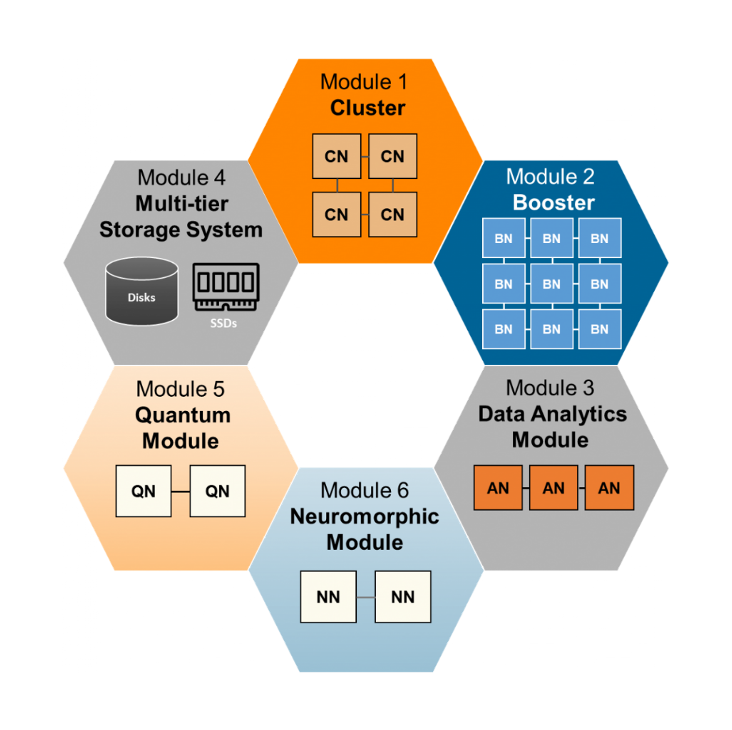 Module 1
Cluster
CN CN
CN CN
Module 2
Booster
BN BN BN
BN BN BN
BN BN BN
Module 3
Data Analytics
Module
AN AN AN
Module 4
Multi-tier
Storage System
Disks
SSDs
Module 5
Quantum
Module
QN QN
Module 6
Neuromorphic
Module
NN NN